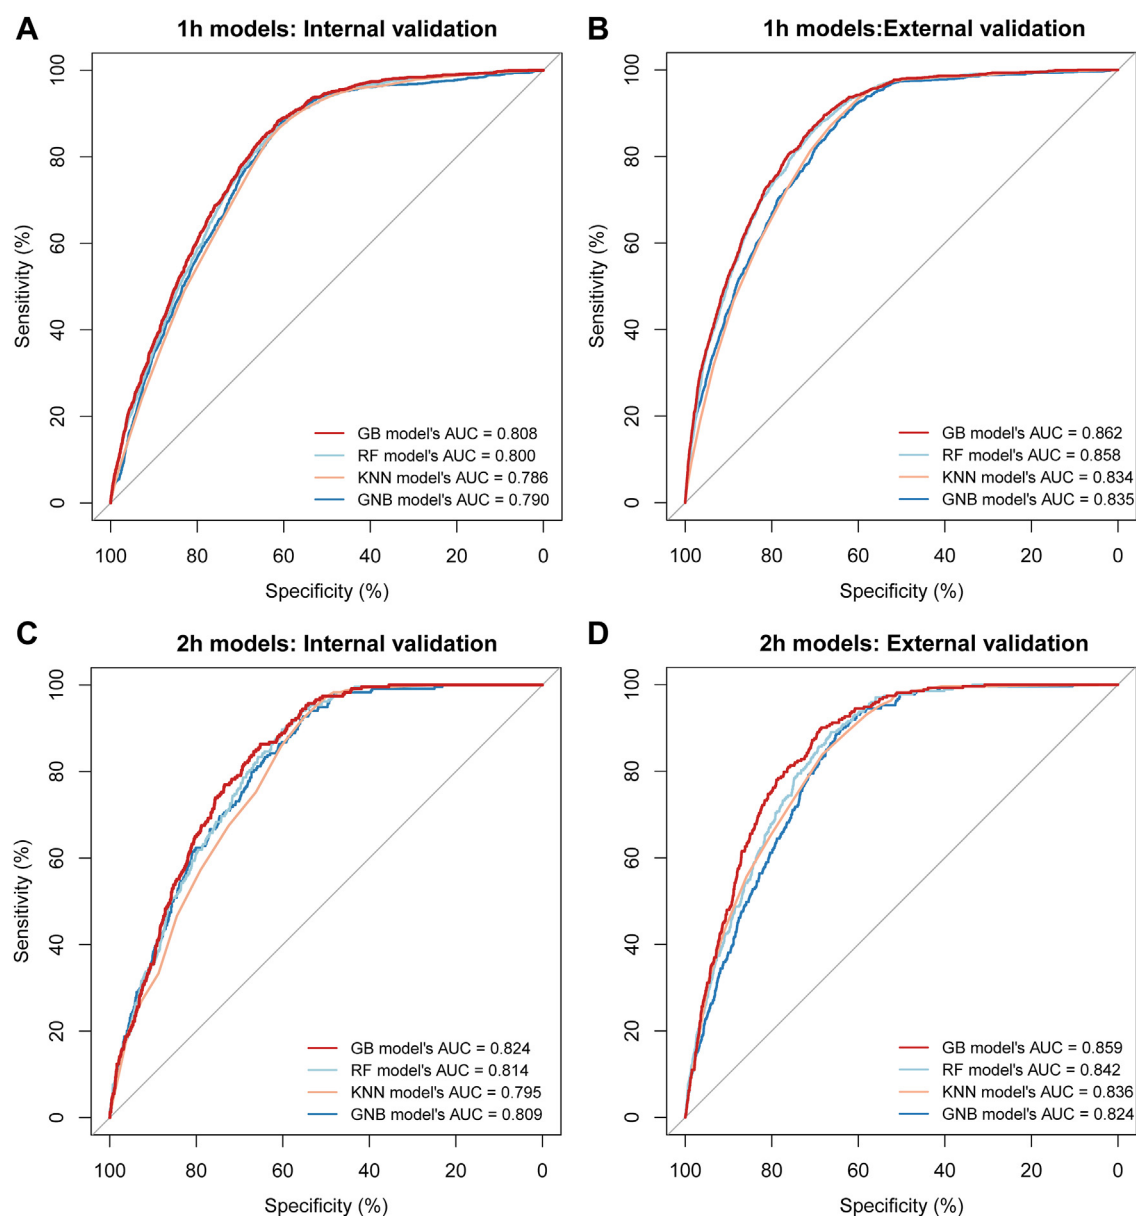 A
1h models: Internal validation
100
80
60
40
20
0
Sensitivity (%)
GB model's AUC = 0.808
RF model's AUC = 0.800
KNN model's AUC = 0.786
GNB model's AUC = 0.790
100
80
60
40
20
0
Specificity (%)
B
1h models:External validation
100
80
60
40
20
0
Sensitivity (%)
GB model's AUC = 0.862
RF model's AUC = 0.858
KNN model's AUC = 0.834
GNB model's AUC = 0.835
100
80
60
40
20
0
Specificity (%)
C
2h models: Internal validation
100
80
60
40
20
0
Sensitivity (%)
GB model's AUC = 0.824
RF model's AUC = 0.814
KNN model's AUC = 0.795
GNB model's AUC = 0.809
100
80
60
40
20
0
Specificity (%)
D
2h models: External validation
100
80
60
40
20
0
Sensitivity (%)
GB model's AUC = 0.859
RF model's AUC = 0.842
KNN model's AUC = 0.836
GNB model's AUC = 0.824
100
80
60
40
20
0
Specificity (%)